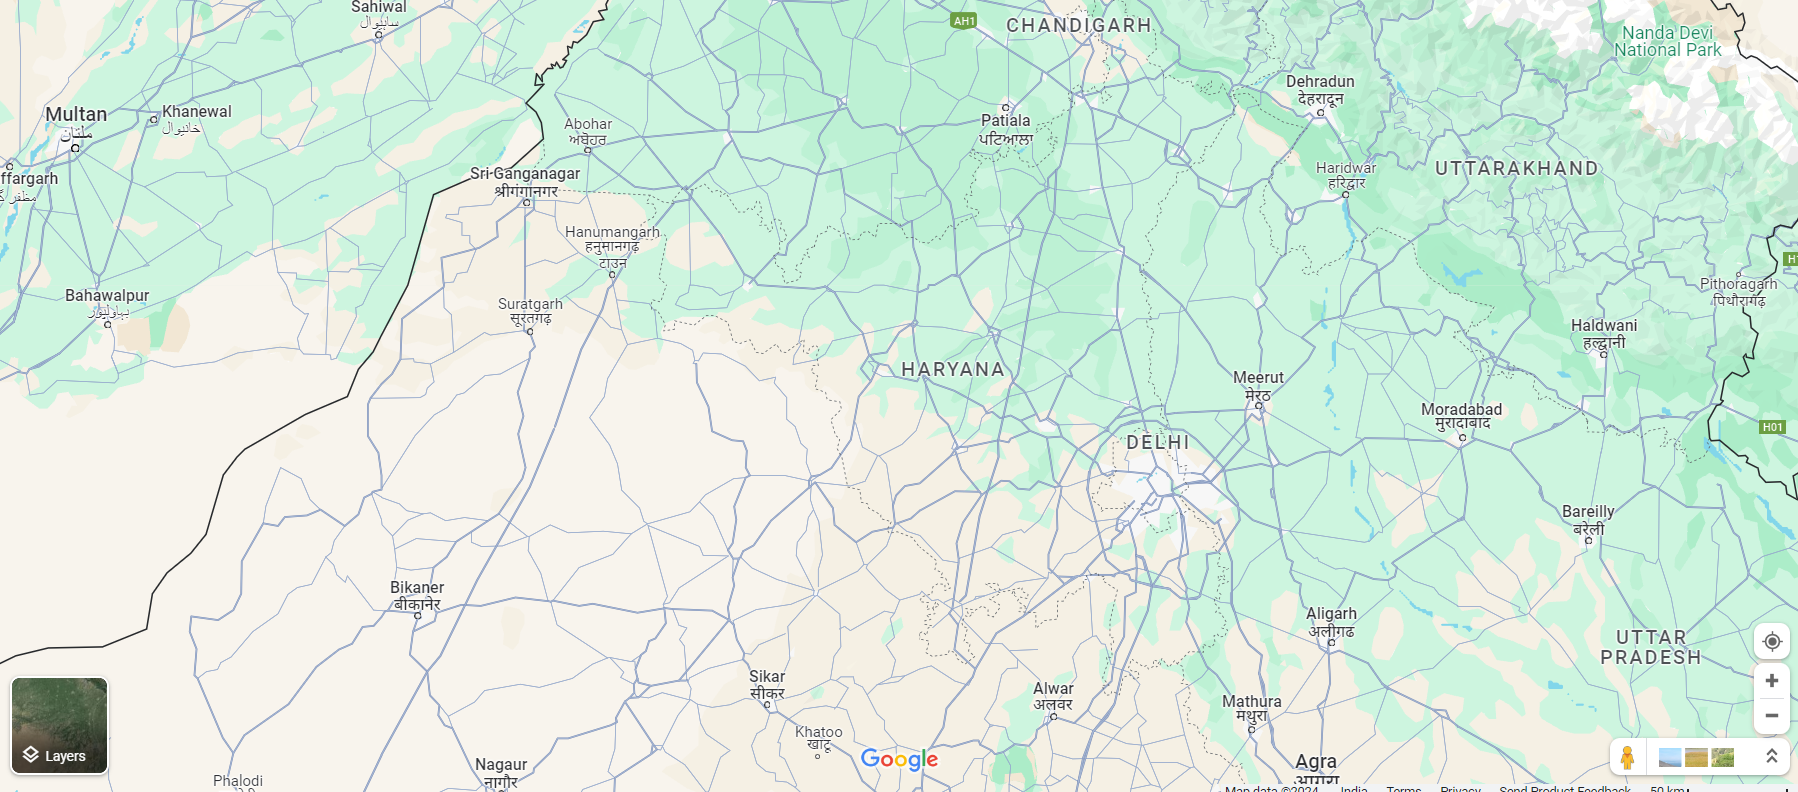 Sahiwal
ساہیوال
AH1
CHANDIGARH
Nanda Devi
National Park
Multan
ملتان
Khanewal
خانیوال
Dehradun
देहरादून
Patiala
ਪਟਿਆਲਾ
Abohar
ਅਬੋਹਰ
ffargarh
مظفر گ
Sri Ganganagar
श्रीगंगानगर
Haridwar
हरिद्वार
UTTARAKHAND
Hanumangarh
हनुमानगढ़
टाउन
H
Bahawalpur
بہاولپور
Suratgarh
सूरतगढ़
Pithoragarh
पिथौरागढ़
Haldwani
हल्द्वानी
HARYANA
Meerut
मेरठ
Moradabad
मुरादाबाद
H01
DELHI
Bareilly
बरेली
Bikaner
बीकानेर
Aligarh
अलीगढ
UTTAR
PRADESH
Sikar
सीकर
Alwar
अलवर
Mathura
मथुरा
Khatoo
खाटू
Layers
Google
Nagaur
नागौर
Agra
आगरा
Phalodi
Map data ©2024 India Terms Privacy Send Product Feedback 50 km